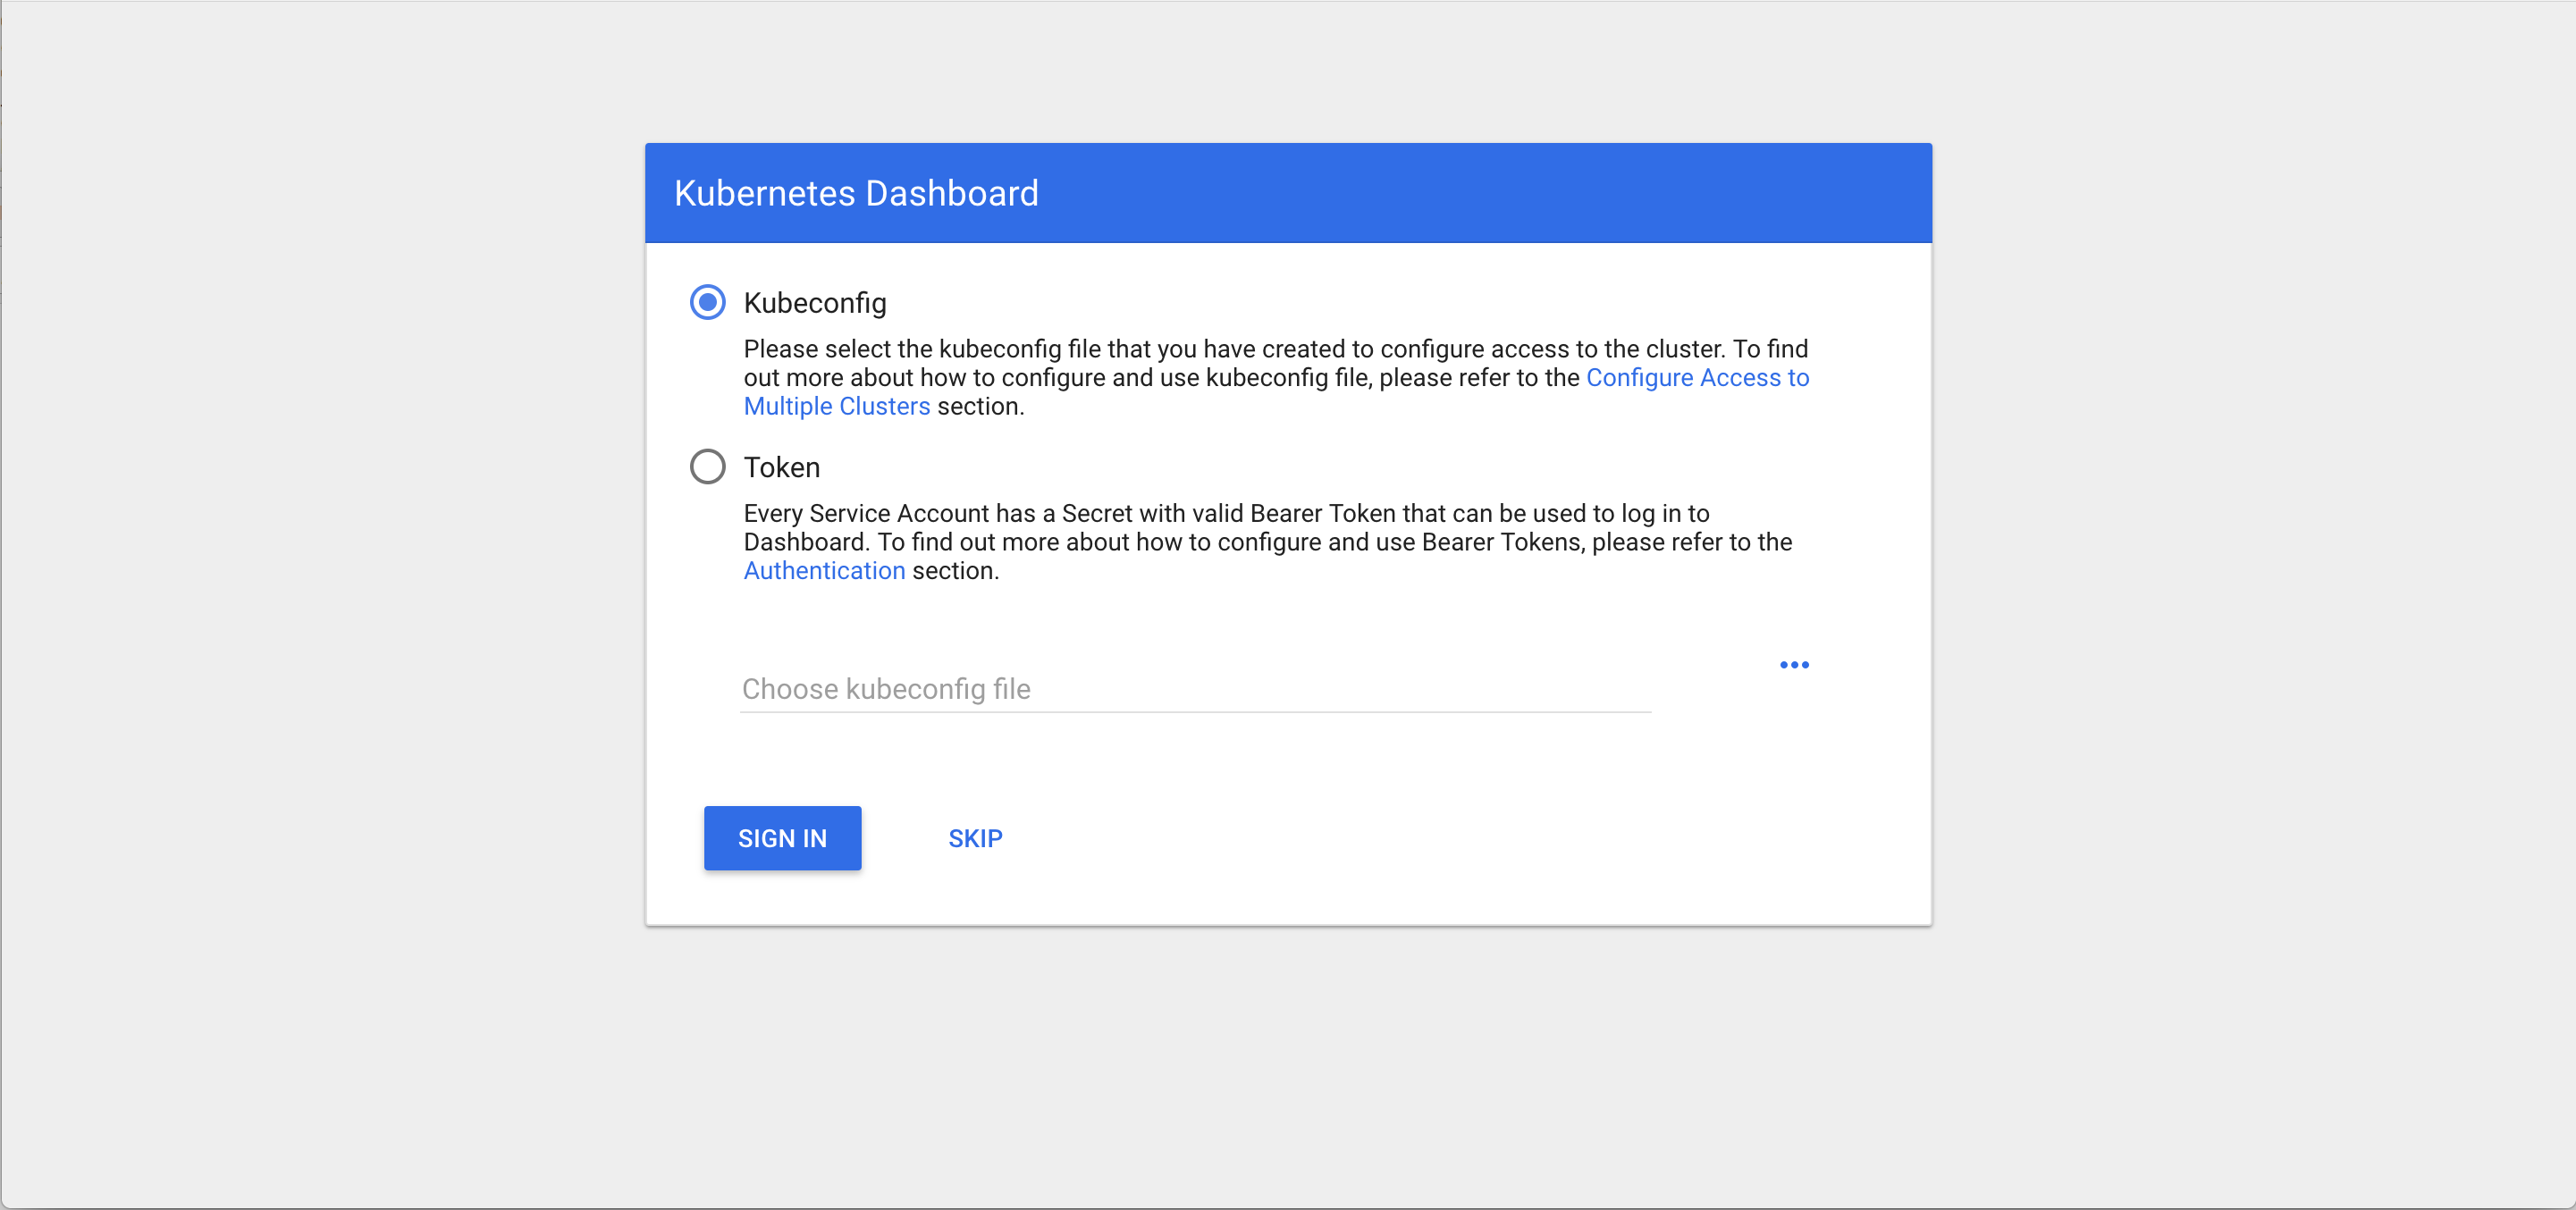 Kubernetes Dashboard
Kubeconfig
Please select the kubeconfig file that you have created to configure access to the cluster. To find
out more about how to configure and use kubeconfig file, please refer to the Configure Access to
Multiple Clusters section.
Token
Every Service Account has a Secret with valid Bearer Token that can be used to log in to
Dashboard. To find out more about how to configure and use Bearer Tokens, please refer to the
Authentication section.
Choose kubeconfig file
SIGN IN SKIP